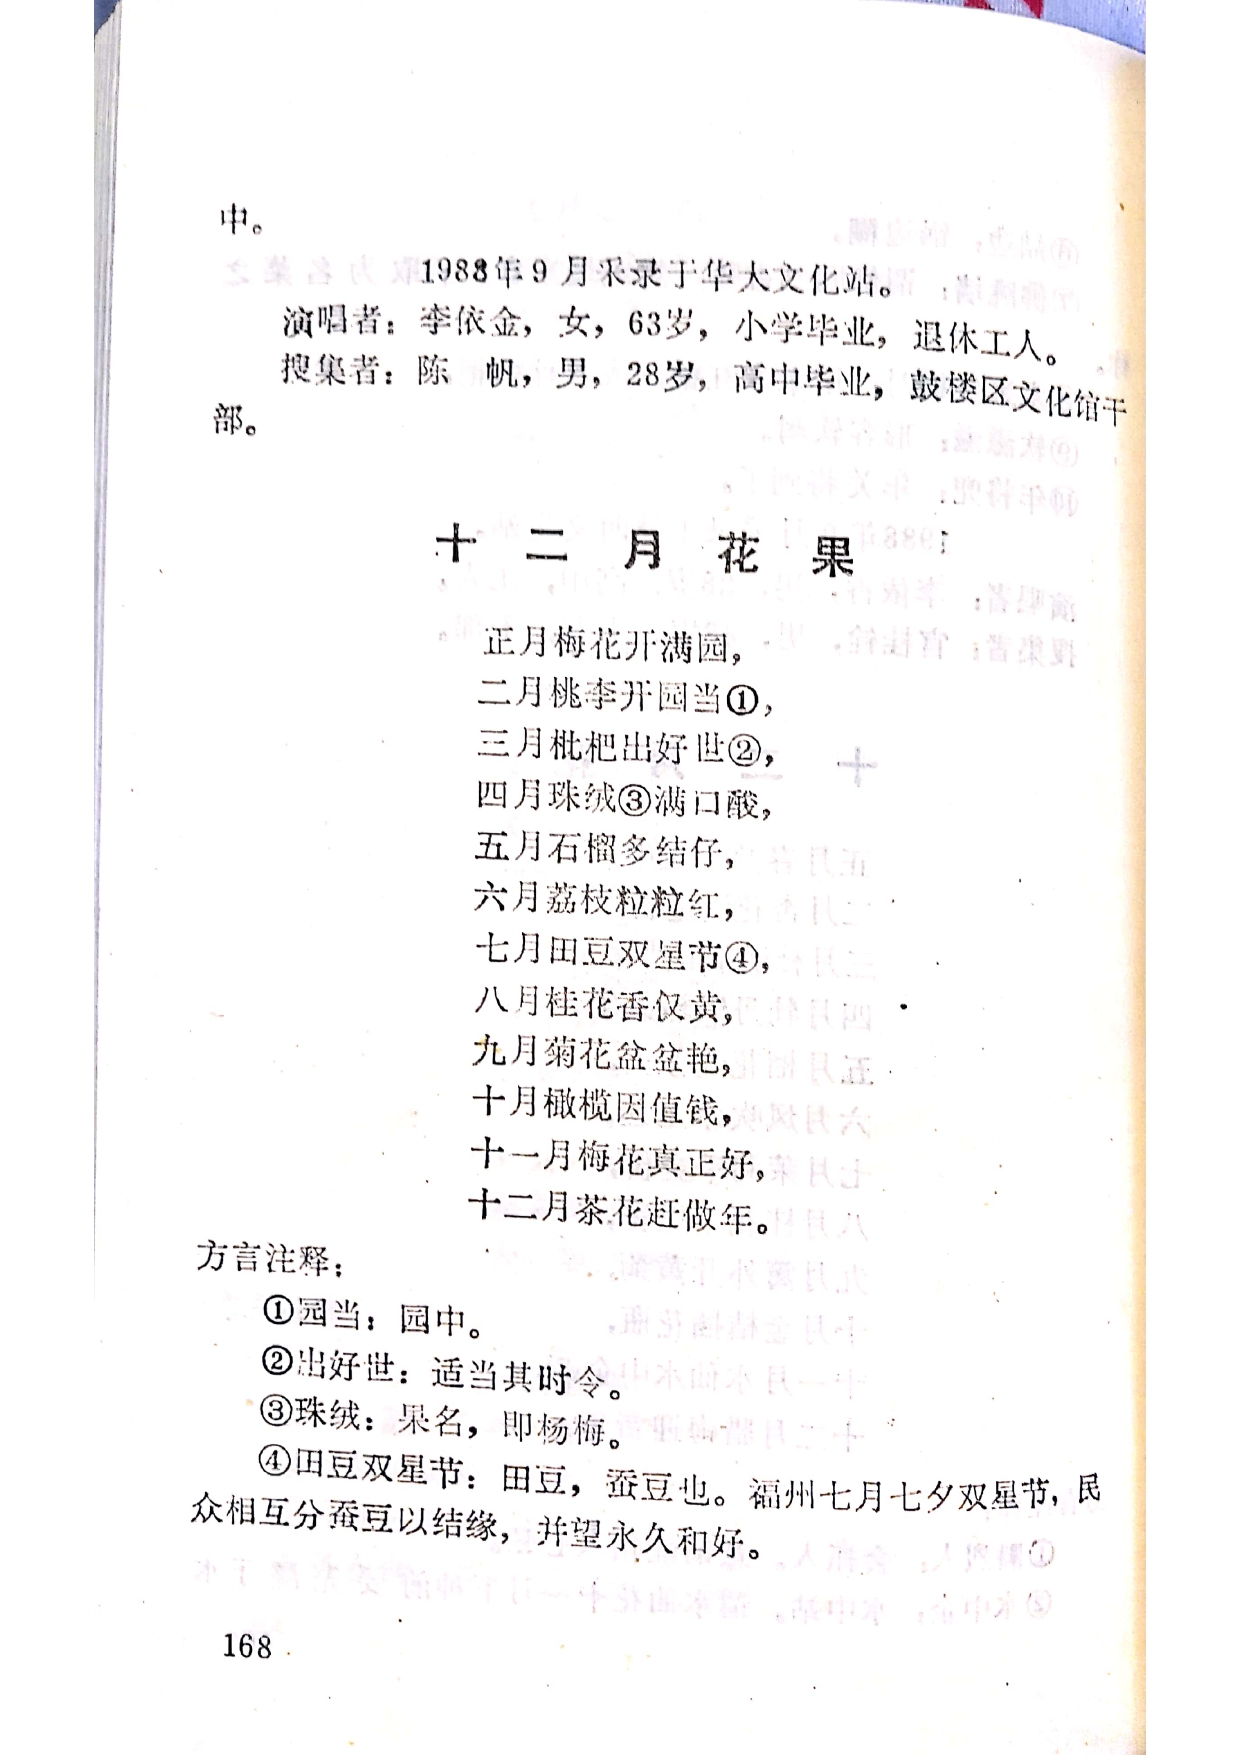 中。
1988年9月采录于华大文化站。
演唱者：李依金，女，63岁，小学毕业，退休工人。
搜集者：陈　帆，男，28岁，高中毕业，鼓楼区文化馆干
部。
十二月花果
正月梅花开满园，
二月桃李开园当①，
三月枇杷出好世②，
四月珠绒③满口酸，
五月石榴多结仔，
六月荔枝粒粒红，
七月田豆双星节④，
八月桂花香仅黄，
九月菊花盆盆艳，
十月橄榄因值钱，
十一月梅花真正好，
十二月茶花赶做年。
方言注释：
①园当：园中。
②出好世：适当其时令。
③珠绒：果名，即杨梅。
④田豆双星节：田豆，蚕豆也。福州七月七夕双星节，民
众相互分蚕豆以结缘，并望永久和好。
168